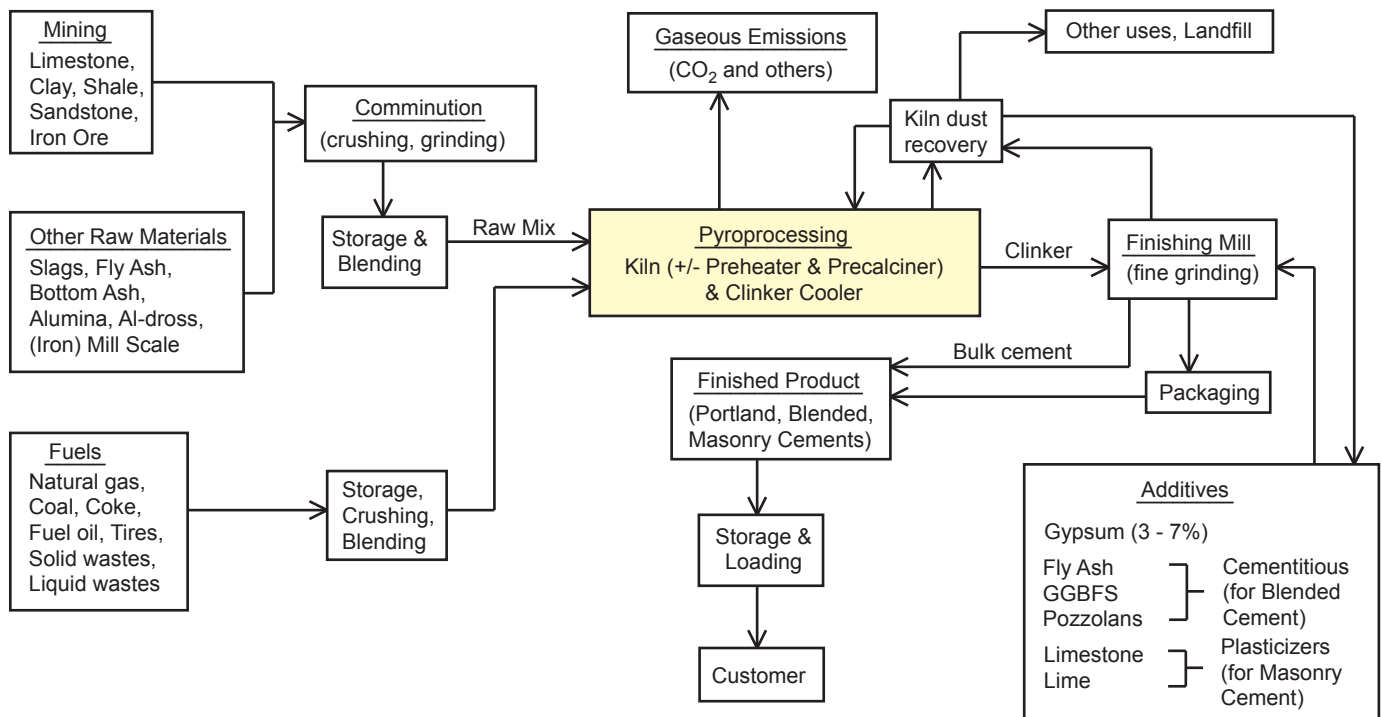 Mining
Limestone,
Clay, Shale,
Sandstone,
Iron Ore
Other Raw Materials
Slags, Fly Ash,
Bottom Ash,
Alumina, Al-dross,
(Iron) Mill Scale
Fuels
Natural gas,
Coal, Coke,
Fuel oil, Tires,
Solid wastes,
Liquid wastes
Comminution
(crushing, grinding)
Storage &
Blending
Raw Mix
Storage,
Crushing,
Blending
Gaseous Emissions
(CO₂ and others)
Pyroprocessing
Kiln (+/- Preheater & Precalciner)
& Clinker Cooler
Kiln dust
recovery
Other uses, Landfill
Clinker
Finishing Mill
(fine grinding)
Bulk cement
Packaging
Finished Product
(Portland, Blended,
Masonry Cements)
Storage &
Loading
Customer
Additives
Gypsum (3 - 7%)
Fly Ash
GGBFS
Pozzolans
Cementitious
(for Blended
Cement)
Limestone
Lime
Plasticizers
(for Masonry
Cement)